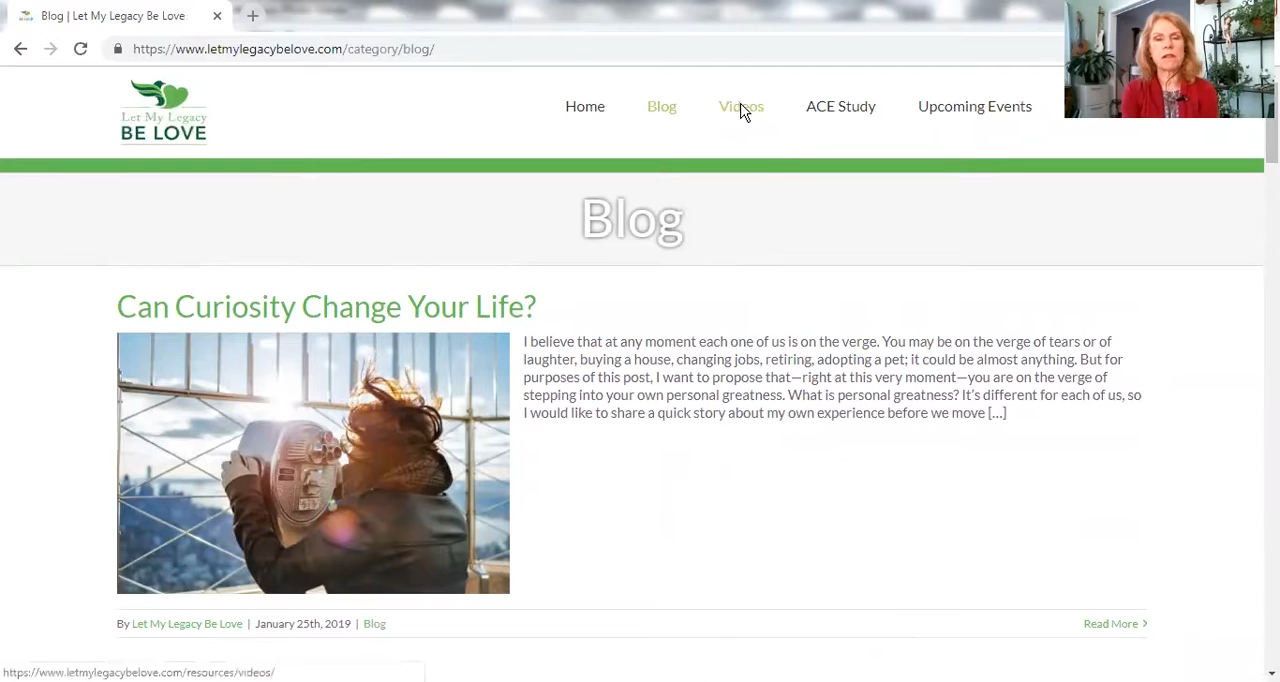 Blog | Let My Legacy Be Love
https://www.letmylegacybelove.com/category/blog/
Let My Legacy
BE LOVE
Home Blog Videos ACE Study Upcoming Events
Blog
Can Curiosity Change Your Life?
I believe that at any moment each one of us is on the verge. You may be on the verge of tears or of
laughter, buying a house, changing jobs, retiring, adopting a pet; it could be almost anything. But for
purposes of this post, I want to propose that—right at this very moment—you are on the verge of
stepping into your own personal greatness. What is personal greatness? It's different for each of us, so
I would like to share a quick story about my own experience before we move [...]
By Let My Legacy Be Love | January 25th, 2019 | Blog
Read More
https://www.letmylegacybelove.com/resources/videos/